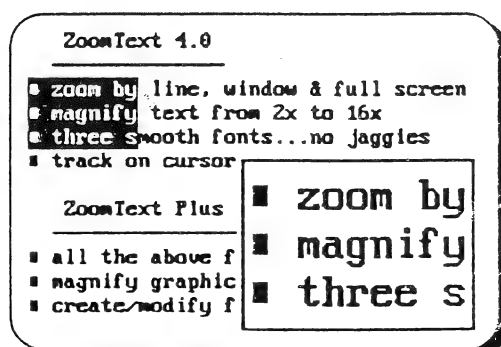 ZoomText 4.0
▪ zoom by line, window & full screen
▪ magnify text from 2x to 16x
▪ three smooth fonts...no jaggies
▪ track on cursor
ZoomText Plus
▪ all the above f
▪ magnify graphic
▪ create/modify f
▪ zoom by
▪ magnify
▪ three s